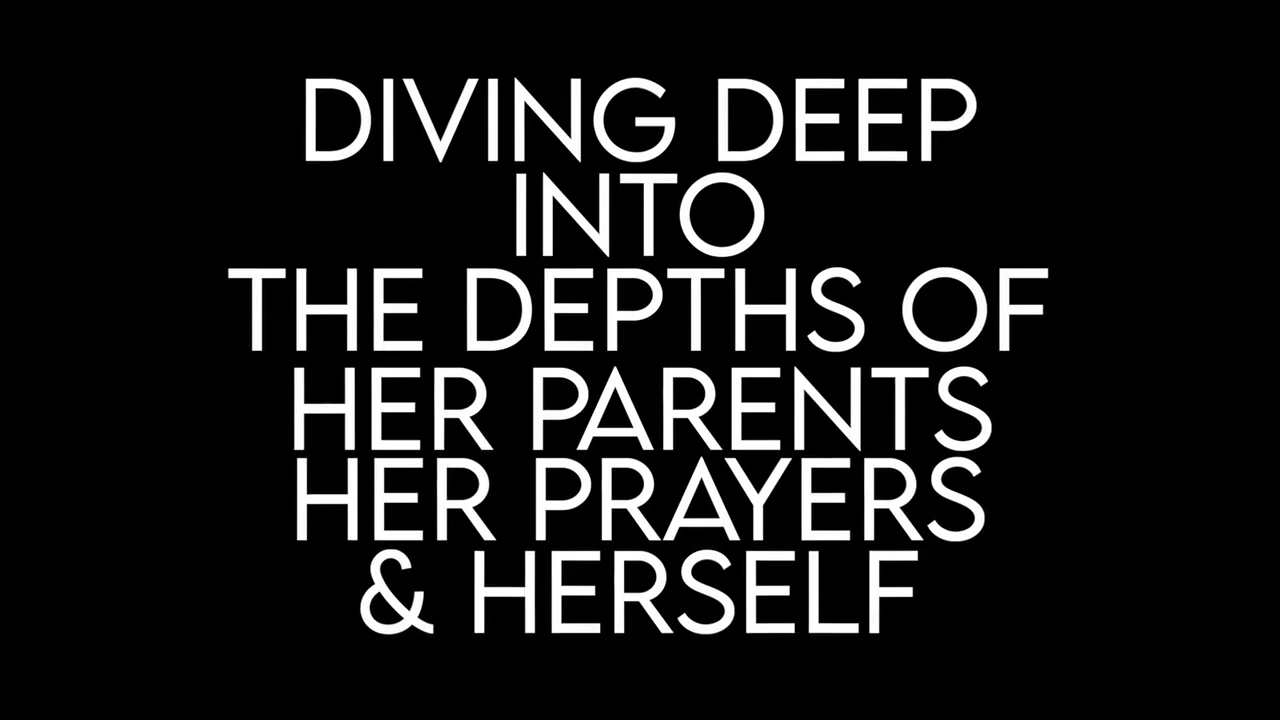 DIVING DEEP
INTO
THE DEPTHS OF
HER PARENTS
HER PRAYERS
& HERSELF